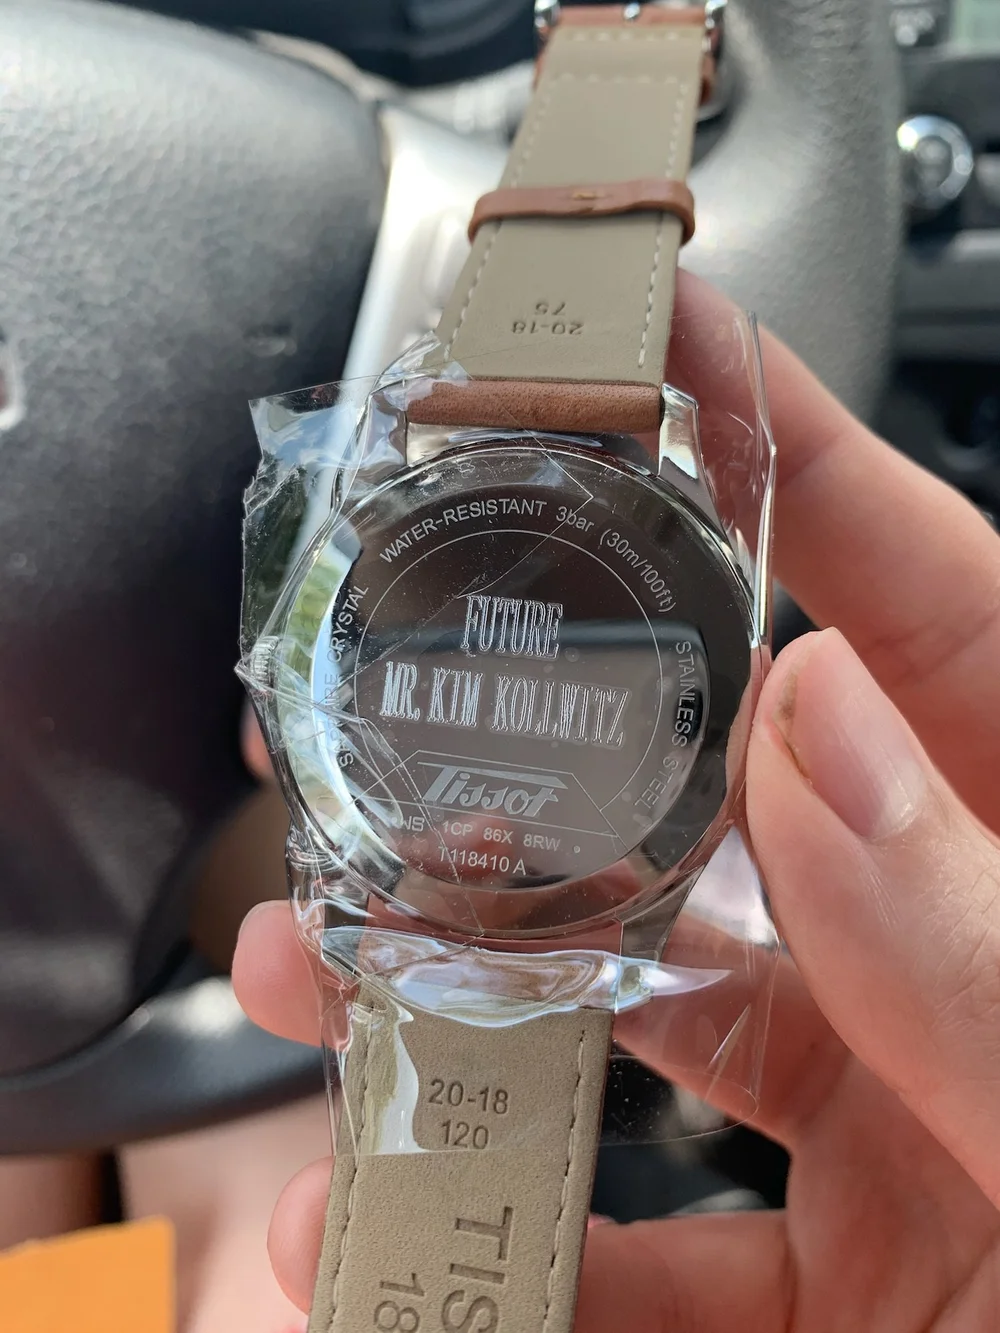 20-18
75
WATER-RESISTANT 3bar (30m/100ft)
STAINLESS STEEL
CRYSTAL
FUTURE
MR. KIM KOLLWITZ
Tissot
1CP 86X 8RW
T118410 A
20-18
120
TIS
18